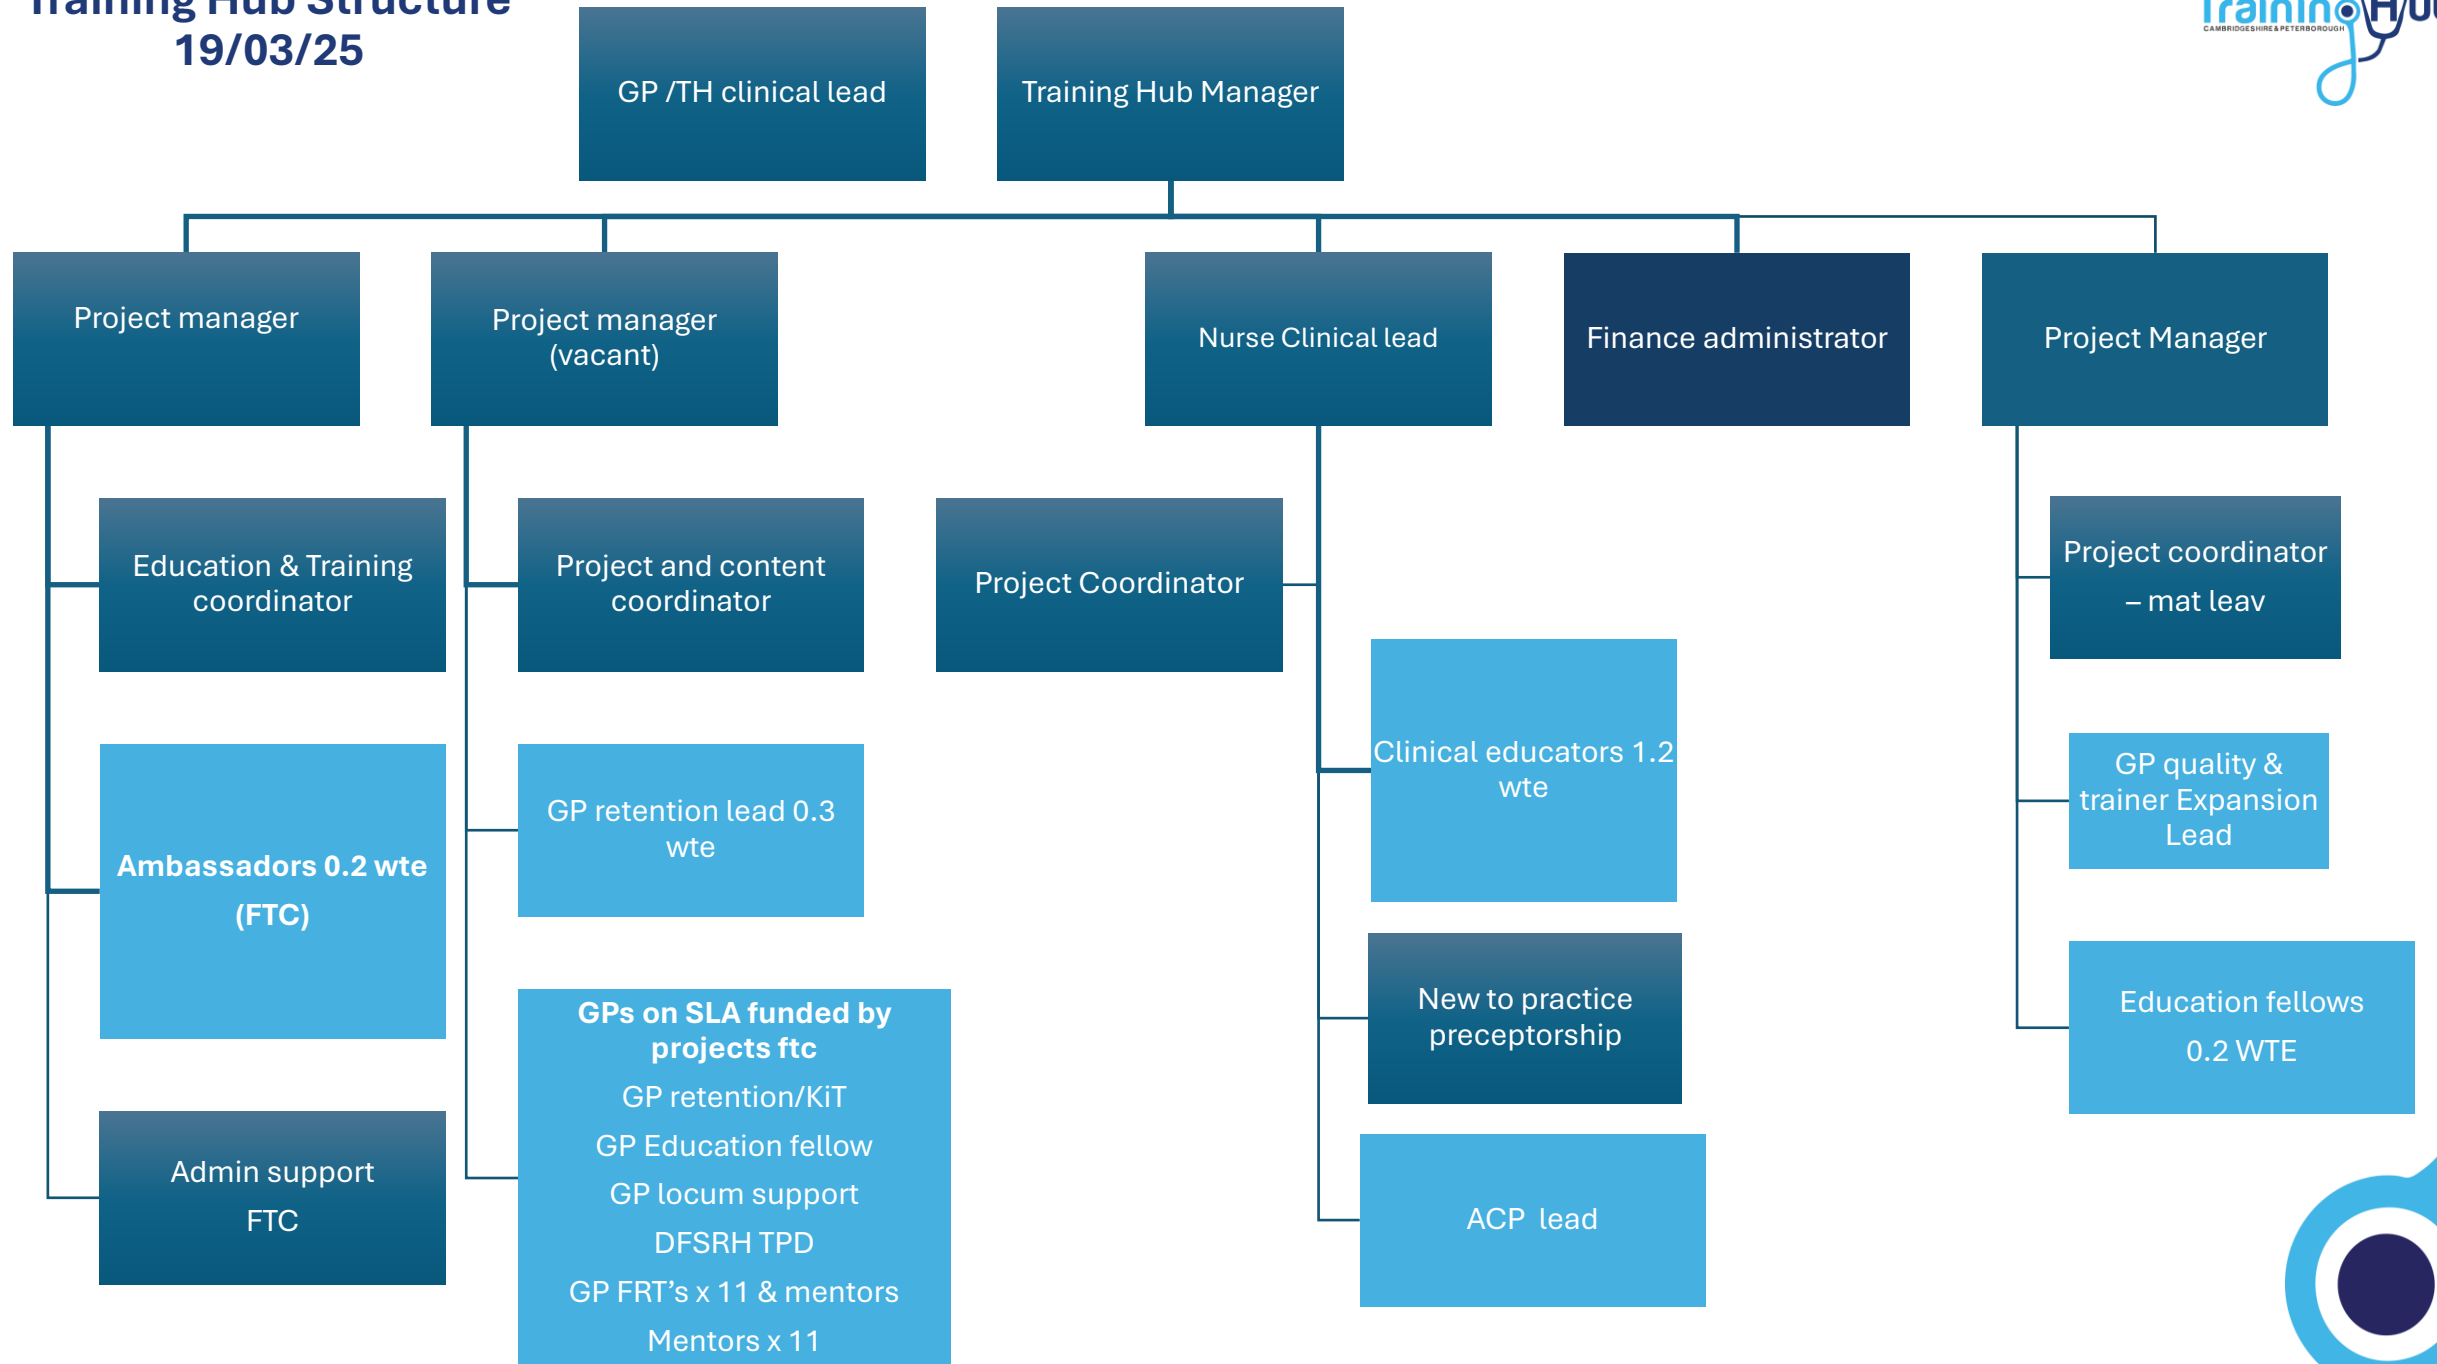 Training Hub Structure
19/03/25
Training HU
CAMBRIDGESHIRE & PETERBOROUGH
GP /TH clinical lead
Training Hub Manager
Project manager
Project manager
(vacant)
Nurse Clinical lead
Finance administrator
Project Manager
Education & Training
coordinator
Project and content
coordinator
Project Coordinator
Project coordinator
– mat leav
Ambassadors 0.2 wte
(FTC)
GP retention lead 0.3
wte
Clinical educators 1.2
wte
GP quality &
trainer Expansion
Lead
Admin support
FTC
GPs on SLA funded by
projects ftc
GP retention/KiT
GP Education fellow
GP locum support
DFSRH TPD
GP FRT’s x 11 & mentors
Mentors x 11
New to practice
preceptorship
Education fellows
0.2 WTE
ACP  lead